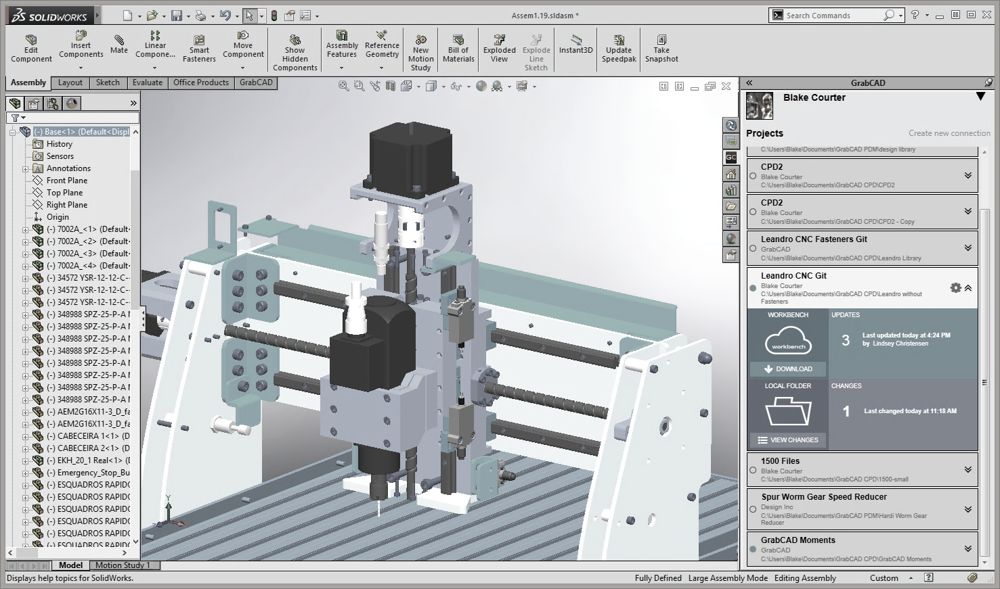 SOLIDWORKS
Assem1.19.sldasm *
Search Commands
Edit Component
Insert Components
Mate
Linear Compone...
Smart Fasteners
Move Component
Show Hidden Components
Assembly Features
Reference Geometry
New Motion Study
Bill of Materials
Exploded View
Explode Line Sketch
Instant3D
Update Speedpak
Take Snapshot
Assembly
Layout
Sketch
Evaluate
Office Products
GrabCAD
(-) Base<1> (Default<Displ
History
Sensors
Annotations
Front Plane
Top Plane
Right Plane
Origin
(-) 7002A_<1> (Default<
(-) 7002A_<2> (Default<
(-) 7002A_<3> (Default<
(-) 7002A_<4> (Default<
(-) 34572 YSR-12-12-C--
(-) 34572 YSR-12-12-C--
(-) 34572 YSR-12-12-C--
(-) 348988 SPZ-25-P-A M
(-) 348988 SPZ-25-P-A M
(-) 348988 SPZ-25-P-A M
(-) 348988 SPZ-25-P-A M
(-) 348988 SPZ-25-P-A M
(-) 348988 SPZ-25-P-A M
(-) 348988 SPZ-25-P-A M
(-) 348988 SPZ-25-P-A M
(-) AEM2G16X11-3_D_fa
(-) AEM2G16X11-3_D_fa
(-) CABECEIRA 1<1> (D
(-) CABECEIRA 2<1> (D
(-) EKH_20_1 Real<1> (D
(-) Emergency_Stop_Bu
(-) ESQUADROS RAPIDO
(-) ESQUADROS RAPIDO
(-) ESQUADROS RAPIDO
(-) ESQUADROS RAPIDO
(-) ESQUADROS RAPIDO
(-) ESQUADROS RAPIDO
Y
GrabCAD
Blake Courter
Projects
Create new connection
C:\Users\Blake\Documents\GrabCAD PDM\design library
CPD2
Blake Courter
C:\Users\Blake\Documents\GrabCAD CPD\CPD2
CPD2
Blake Courter
C:\Users\Blake\Documents\GrabCAD CPD\CPD2 - Copy
Leandro CNC Fasteners Git
GrabCAD
C:\Users\Blake\Documents\GrabCAD CPD\Leandro Library
Leandro CNC Git
Blake Courter
C:\Users\Blake\Documents\GrabCAD CPD\Leandro without
Fasteners
WORKBENCH
workbench
DOWNLOAD
UPDATES
3
Last updated today at 4:24 PM
by Lindsey Christensen
LOCAL FOLDER
VIEW CHANGES
CHANGES
1
Last changed today at 11:18 AM
1500 Files
Blake Courter
C:\Users\Blake\Documents\GrabCAD CPD\1500-small
Spur Worm Gear Speed Reducer
Design Inc
C:\Users\Blake\Documents\GrabCAD PDM\Hardi Worm Gear
Reducer
GrabCAD Moments
GrabCAD
C:\Users\Blake\Documents\GrabCAD CPD\GrabCAD Moments
GC
Model
Motion Study 1
Displays help topics for SolidWorks.
Fully Defined
Large Assembly Mode
Editing Assembly
Custom